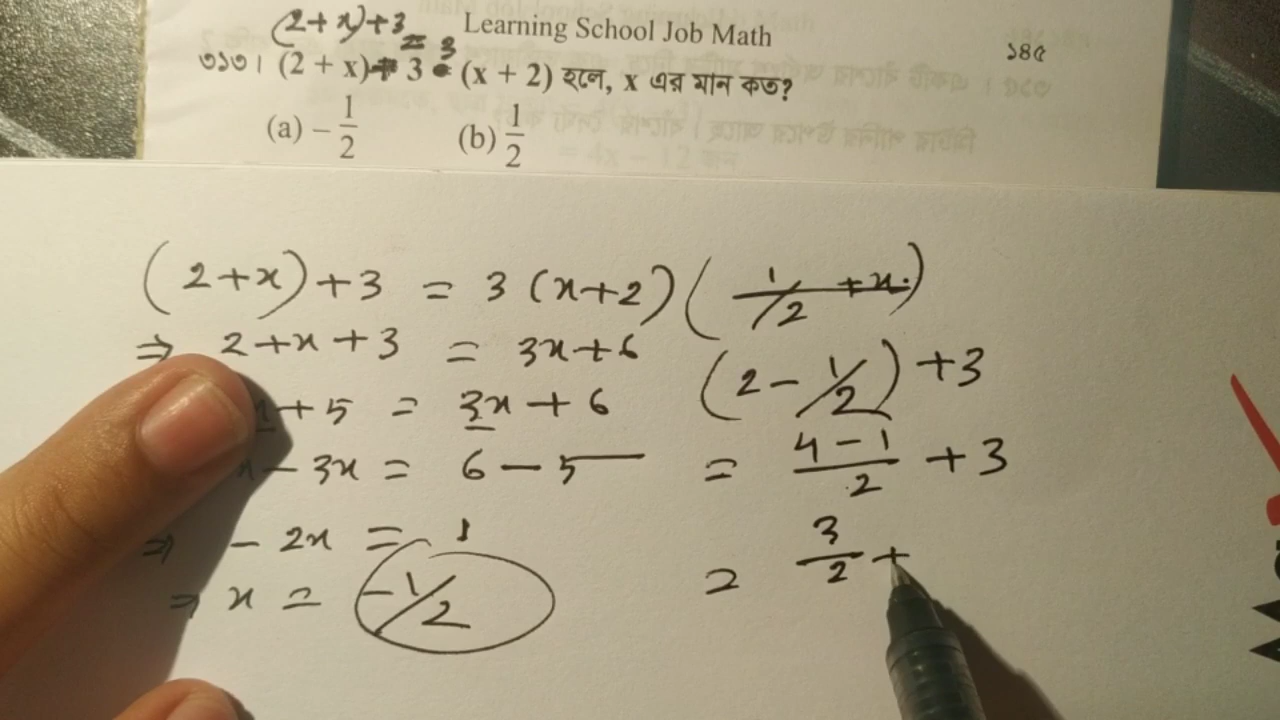 (2 + x) + 3 = 3
Learning School Job Math
১৪৫
৩১৩। (2 + x) + 3 = (x + 2) হলে, x এর মান কত?
(a) – 1/2 (b) 1/2
(2+x)+3 = 3(x+2)
⇒ 2+x+3 = 3x+6
+5 = 3x+6
x – 3x = 6 – 5
⇒ – 2x = 1
⇒ x = –1/2
(1/2 + x)
(2 – 1/2) + 3
= (4 – 1)/2 + 3
= 3/2 +